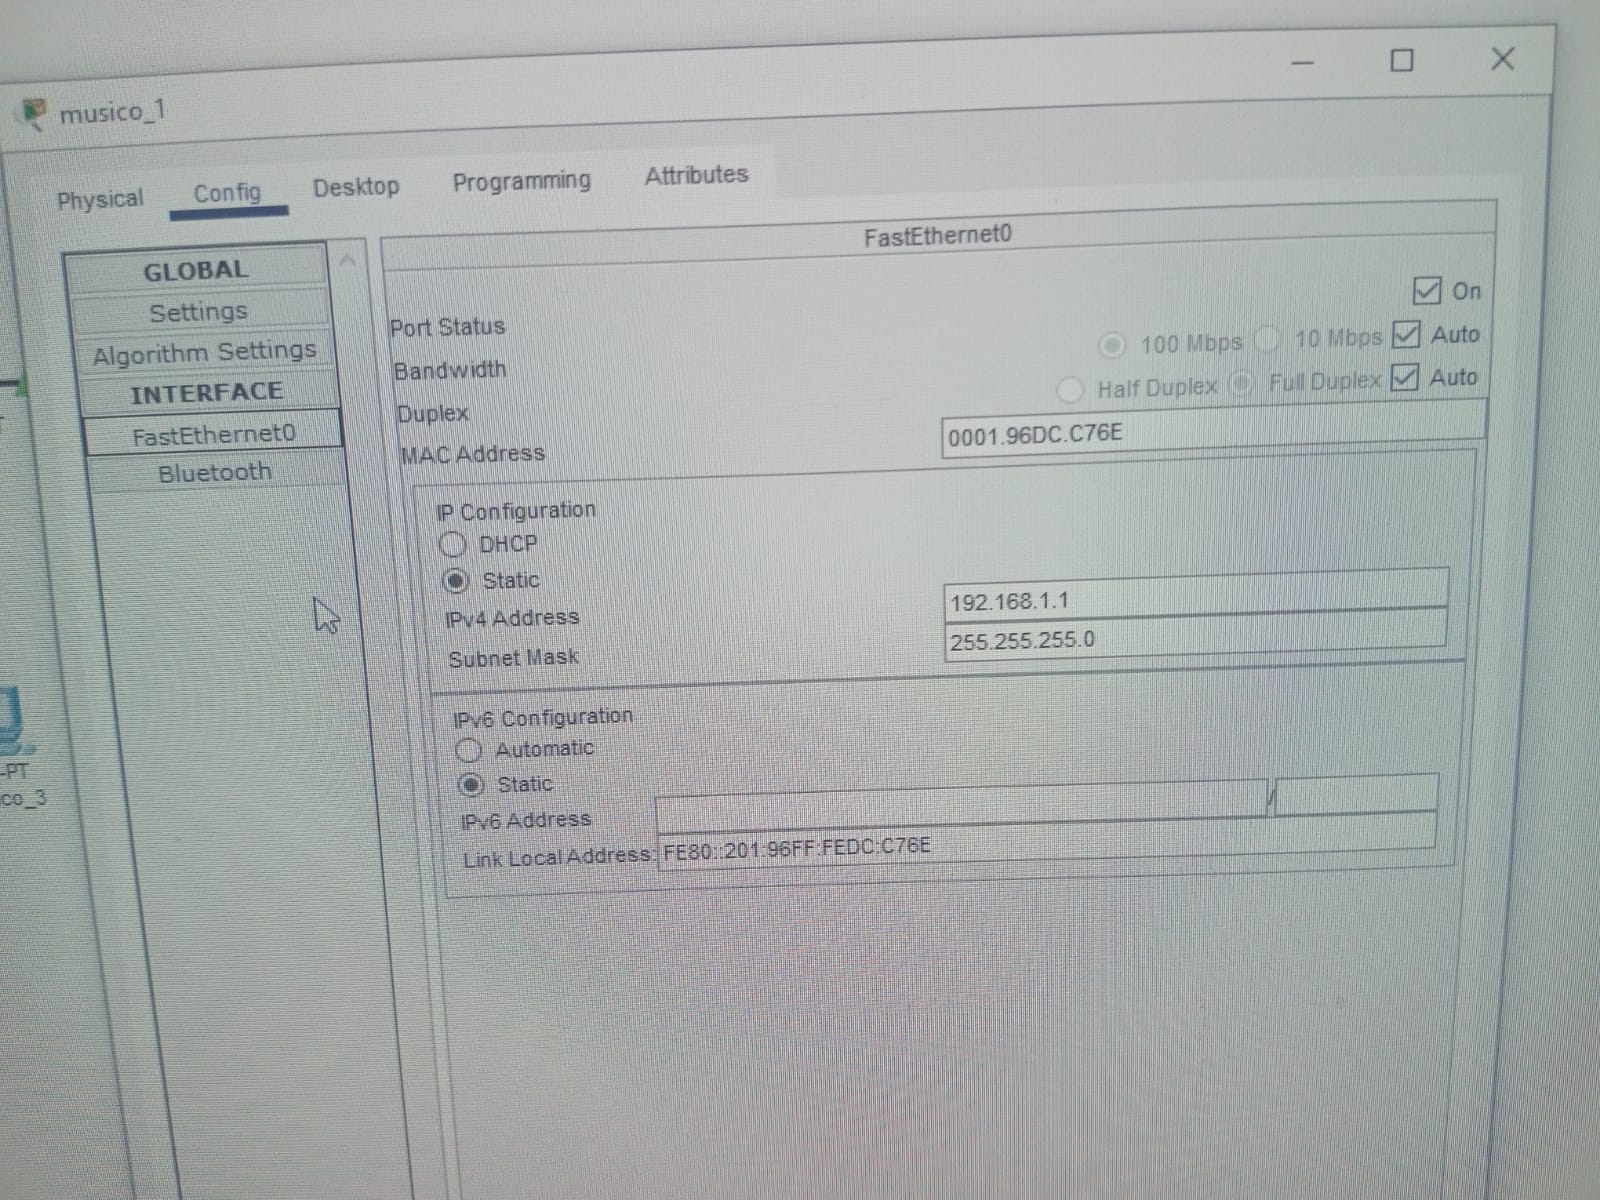 musico_1
Physical Config Desktop Programming Attributes
GLOBAL
Settings
Algorithm Settings
INTERFACE
FastEthernet0
Bluetooth
FastEthernet0
Port Status On
Bandwidth 100 Mbps 10 Mbps Auto
Duplex Half Duplex Full Duplex Auto
MAC Address 0001.96DC.C76E
IP Configuration
DHCP
Static
IPv4 Address 192.168.1.1
Subnet Mask 255.255.255.0
IPv6 Configuration
Automatic
Static
IPv6 Address /
Link Local Address: FE80::201:96FF:FEDC:C76E
-PT
co_3